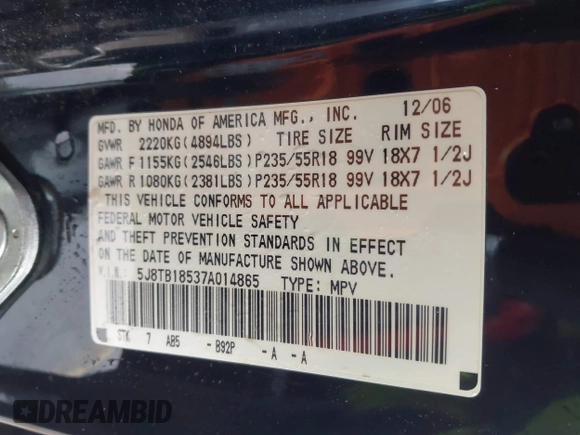 MFD. BY HONDA OF AMERICA MFG., INC. 12/06
GVWR 2220KG(4894LBS) TIRE SIZE RIM SIZE
GAWR F 1155KG(2546LBS) P235/55R18 99V 18X7 1/2J
GAWR R 1080KG(2381LBS) P235/55R18 99V 18X7 1/2J
THIS VEHICLE CONFORMS TO ALL APPLICABLE
FEDERAL MOTOR VEHICLE SAFETY
AND THEFT PREVENTION STANDARDS IN EFFECT
ON THE DATE OF MANUFACTURE SHOWN ABOVE.
V.I.N.: 5J8TB18537A014865 TYPE: MPV
STK 7 AB5 -B92P -A -A
DREAMBID